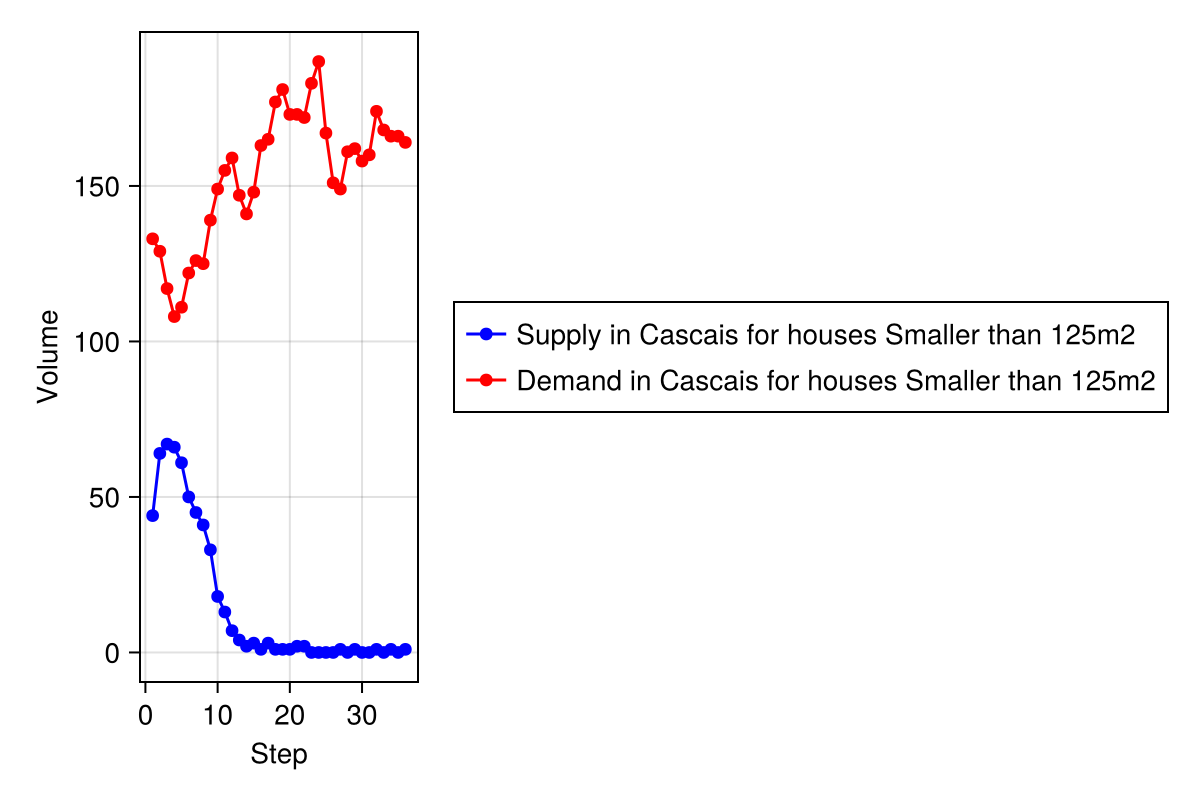 Volume
150
100
50
0
0 10 20 30
Step
Supply in Cascais for houses Smaller than 125m2
Demand in Cascais for houses Smaller than 125m2